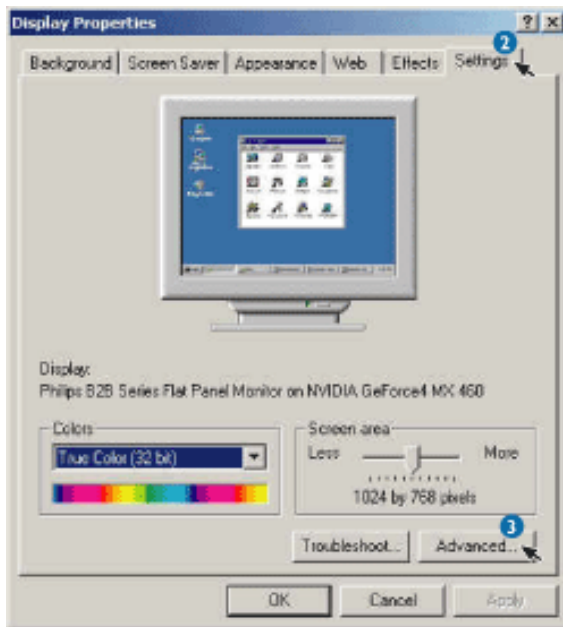 Display Properties
2
Background Screen Saver Appearance Web Effects Settings
Display:
Philips B2B Series Flat Panel Monitor on NVIDIA GeForce4 MX 460
Colors
True Color (32 bit)
Screen area
Less More
1024 by 768 pixels
3
Troubleshoot... Advanced...
OK Cancel Apply